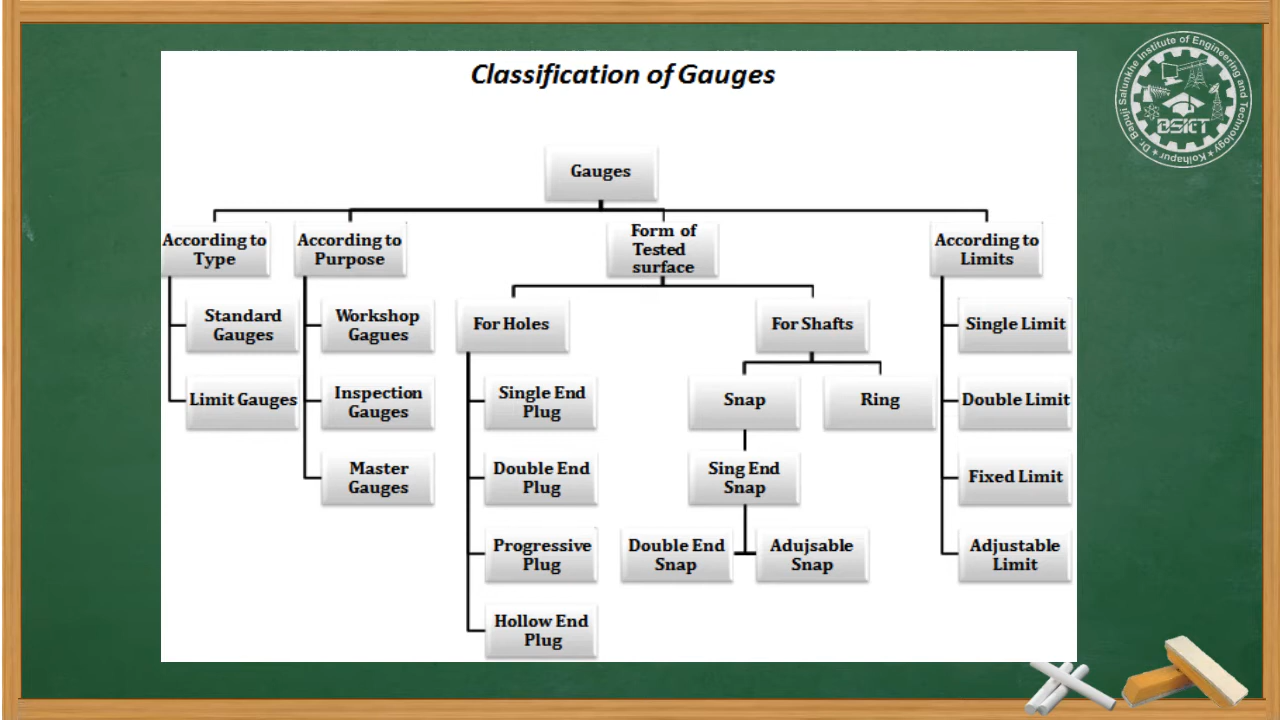 Classification of Gauges
Dr. Bapuji Salunkhe Institute of Engineering and Technology
Kolhapur
BSIET
Gauges
According to
Type
According to
Purpose
Form of
Tested
surface
According to
Limits
Standard
Gauges
Limit Gauges
Workshop
Gagues
Inspection
Gauges
Master
Gauges
For Holes
Single End
Plug
Double End
Plug
Progressive
Plug
Hollow End
Plug
For Shafts
Snap
Ring
Sing End
Snap
Double End
Snap
Adujsable
Snap
Single Limit
Double Limit
Fixed Limit
Adjustable
Limit